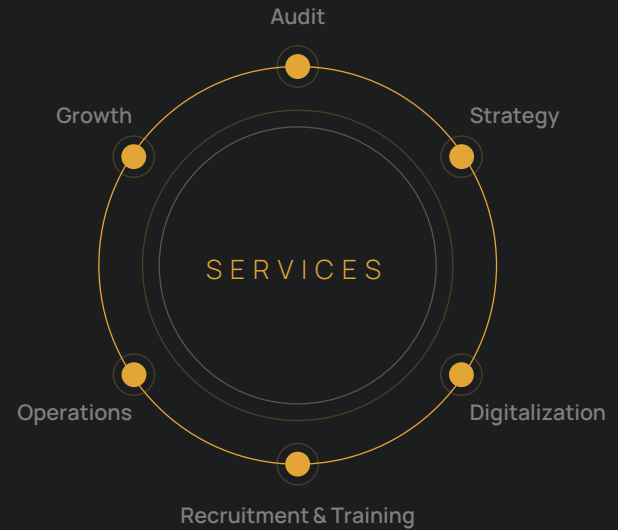 Audit
Growth
Strategy
SERVICES
Operations
Digitalization
Recruitment & Training